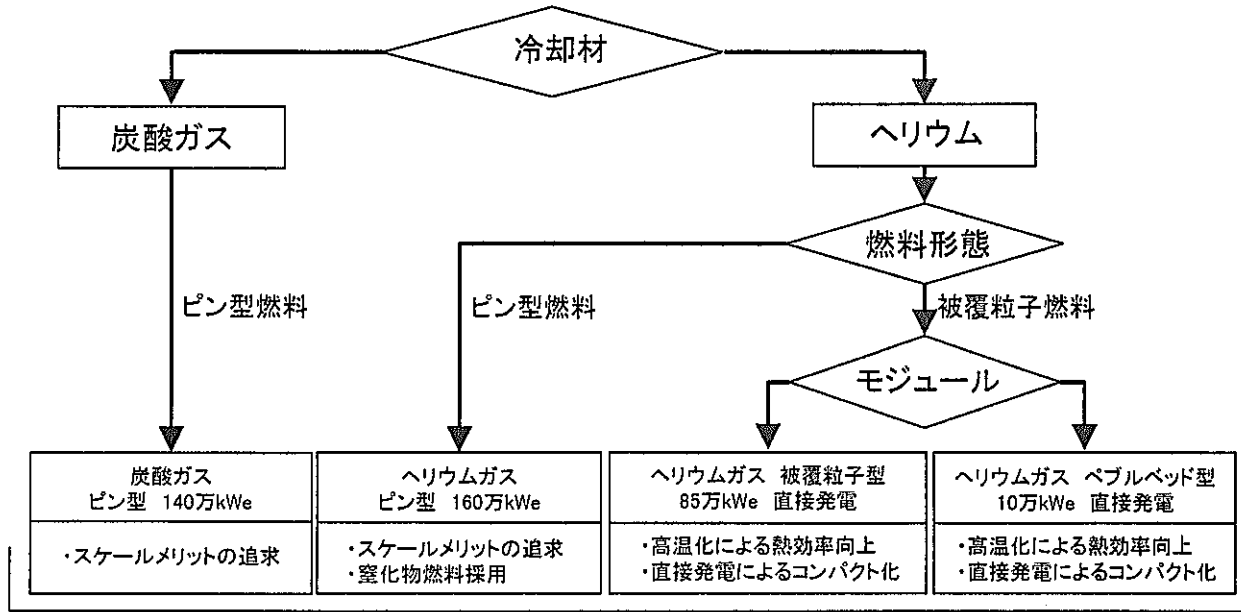 冷却材
炭酸ガス
ヘリウム
燃料形態
ピン型燃料
ピン型燃料
被覆粒子燃料
モジュール
炭酸ガス
ピン型 140万kWe
・スケールメリットの追求
ヘリウムガス
ピン型 160万kWe
・スケールメリットの追求
・窒化物燃料採用
ヘリウムガス 被覆粒子型
85万kWe 直接発電
・高温化による熱効率向上
・直接発電によるコンパクト化
ヘリウムガス ペブルベッド型
10万kWe 直接発電
・高温化による熱効率向上
・直接発電によるコンパクト化